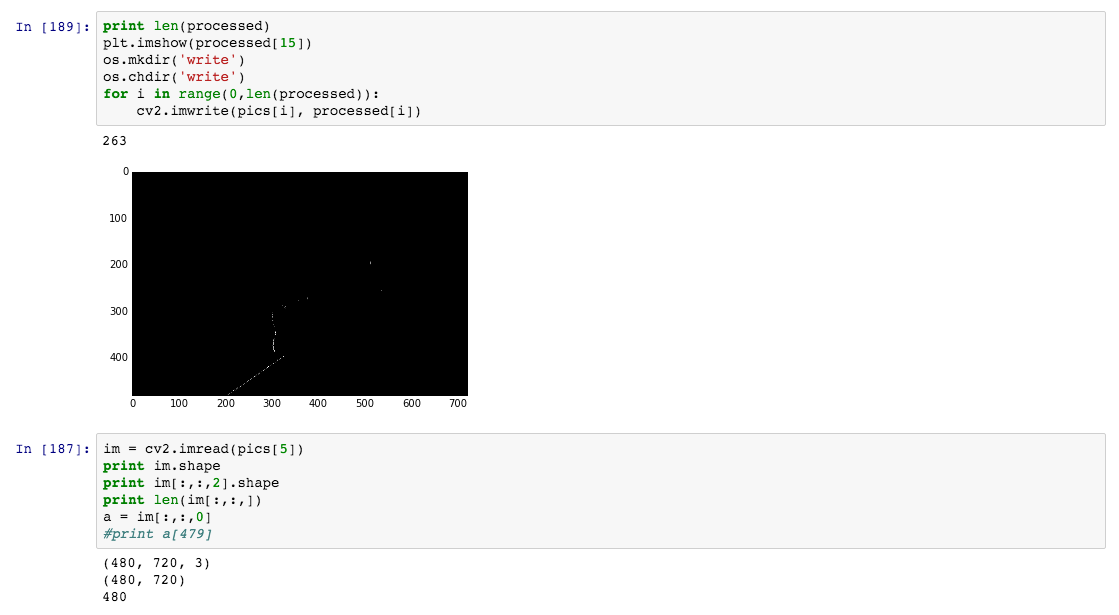 In [189]: print len(processed)
plt.imshow(processed[15])
os.mkdir('write')
os.chdir('write')
for i in range(0,len(processed)):
    cv2.imwrite(pics[i], processed[i])
263
0
100
200
300
400
0 100 200 300 400 500 600 700
In [187]: im = cv2.imread(pics[5])
print im.shape
print im[:,:,2].shape
print len(im[:,:,])
a = im[:,:,0]
#print a[479]
(480, 720, 3)
(480, 720)
480